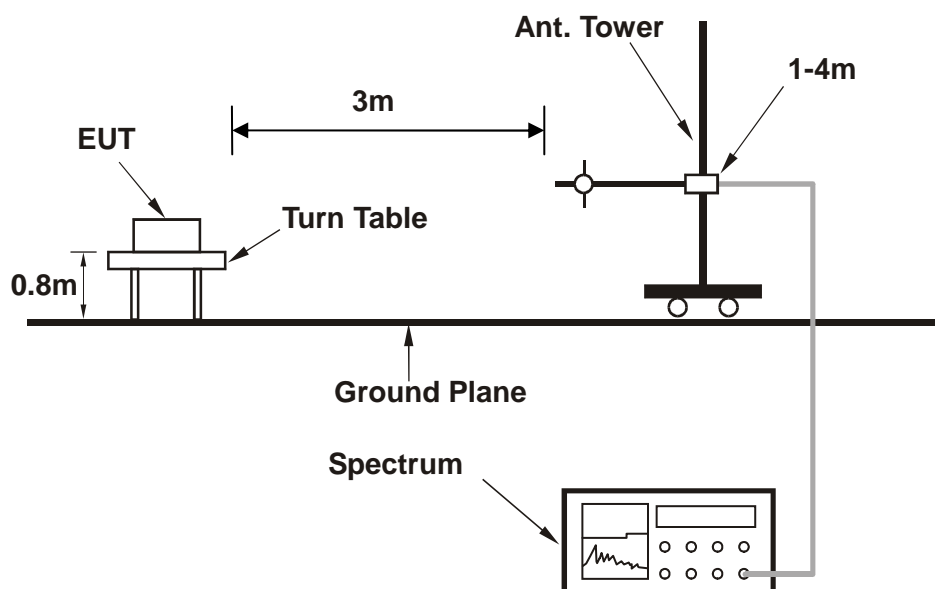 Ant. Tower
1-4m
3m
EUT
Turn Table
0.8m
Ground Plane
Spectrum